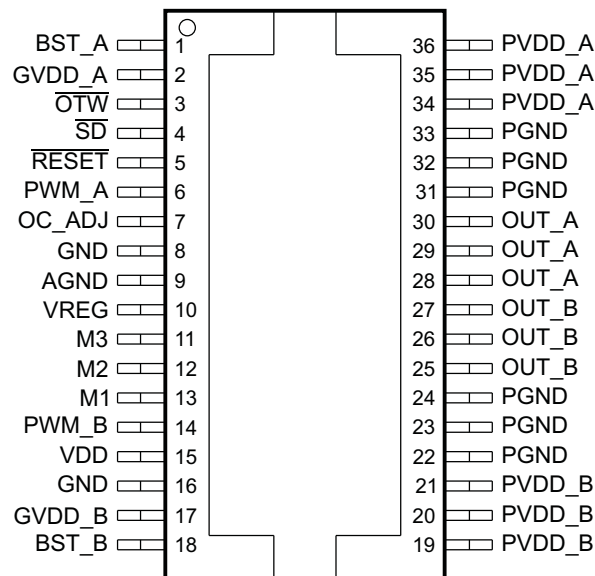 BST_A 1 36 PVDD_A
GVDD_A 2 35 PVDD_A
OTW 3 34 PVDD_A
SD 4 33 PGND
RESET 5 32 PGND
PWM_A 6 31 PGND
OC_ADJ 7 30 OUT_A
GND 8 29 OUT_A
AGND 9 28 OUT_A
VREG 10 27 OUT_B
M3 11 26 OUT_B
M2 12 25 OUT_B
M1 13 24 PGND
PWM_B 14 23 PGND
VDD 15 22 PGND
GND 16 21 PVDD_B
GVDD_B 17 20 PVDD_B
BST_B 18 19 PVDD_B